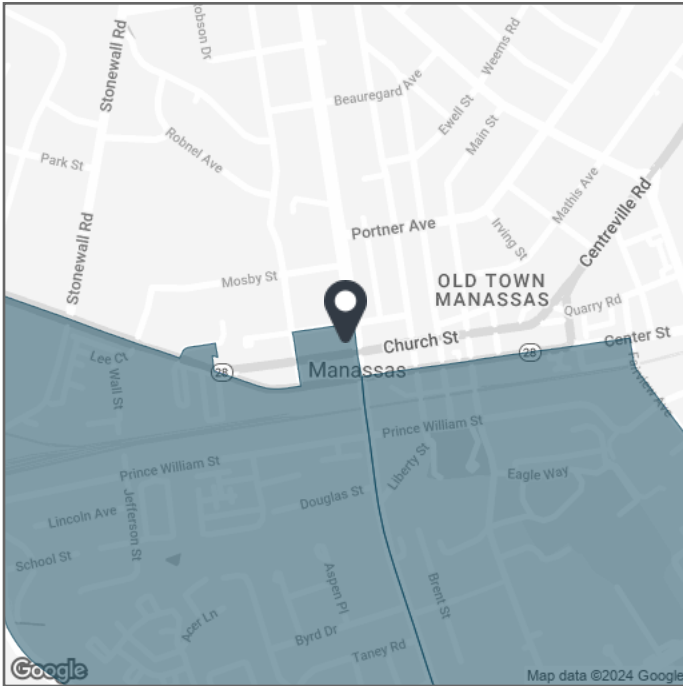 Stonewall Rd
obson Dr
Weems Rd
Beauregard Ave
Ewell St
Main St
Robnel Ave
Park St
Mathis Ave
Centreville Rd
Portner Ave
Irving St
Stonewall Rd
Mosby St
OLD TOWN
MANASSAS
Quarry Rd
Church St
Center St
28
Lee Ct
28
Manassas
Wall St
Fairview Ave
Prince William St
Liberty St
Prince William St
Eagle Way
Douglas St
Jefferson St
Lincoln Ave
School St
Aspen Pl
Brent St
Acer Ln
Byrd Dr
Taney Rd
Google
Map data ©2024 Google